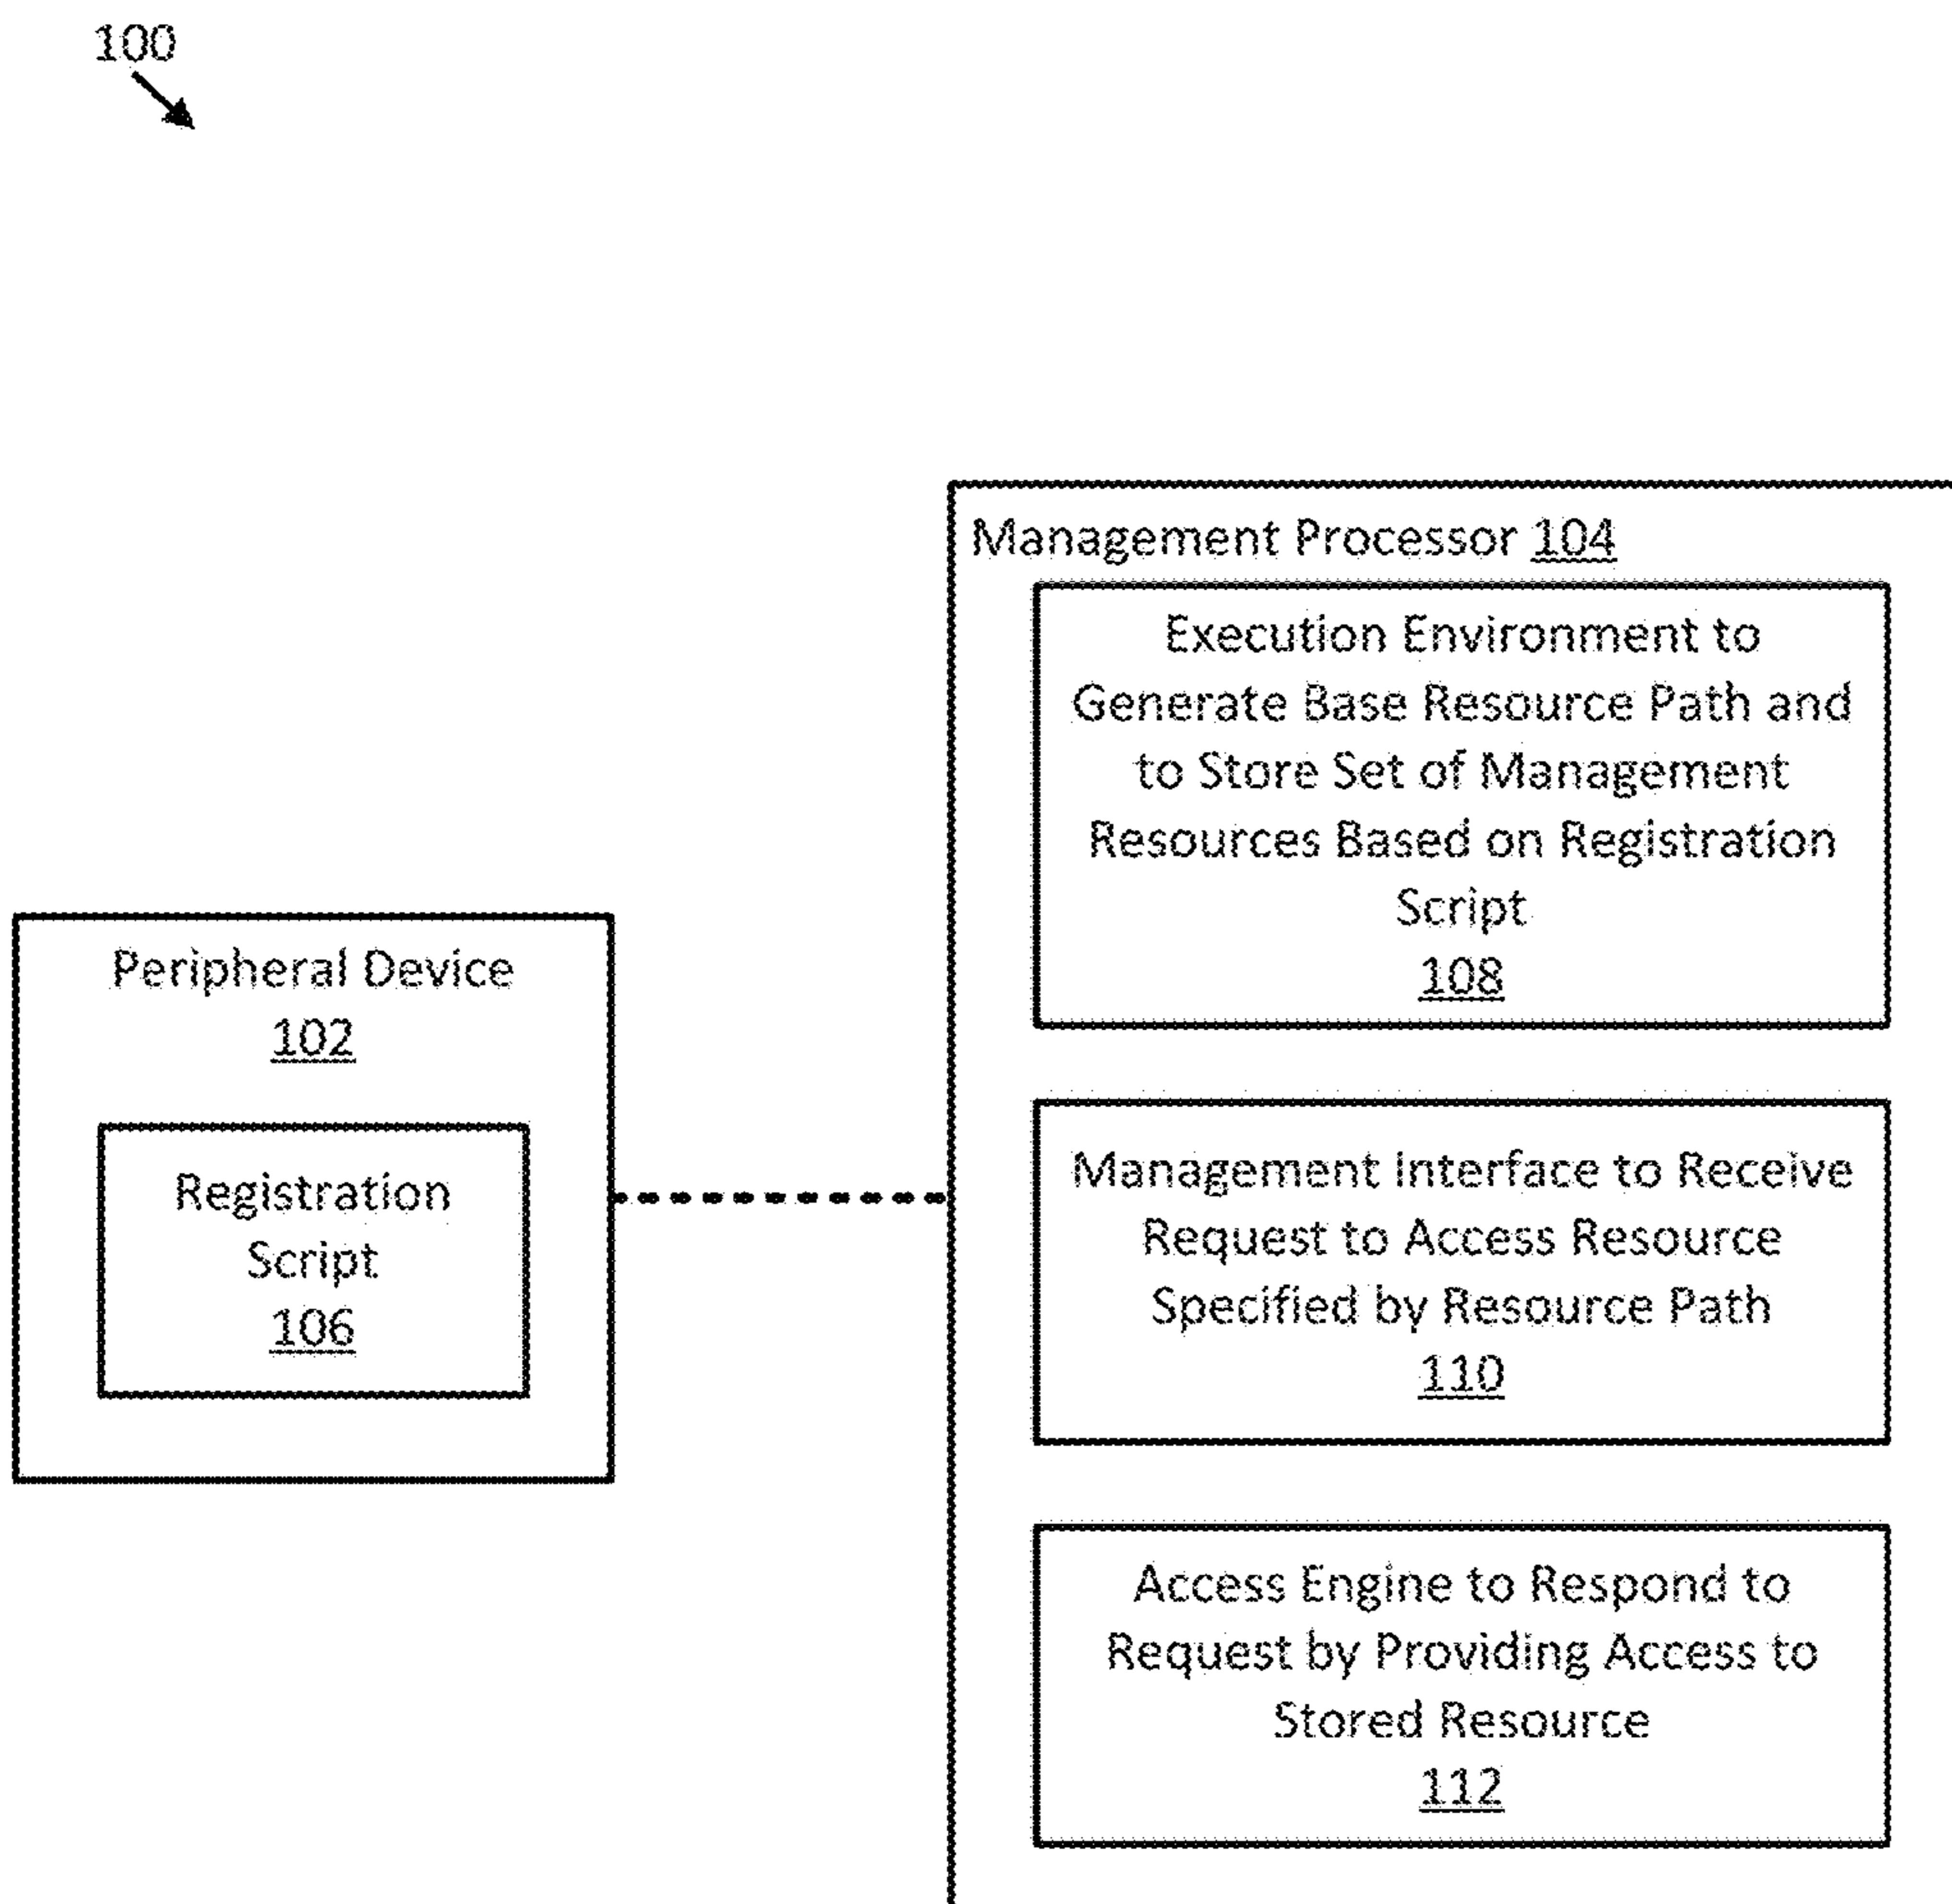 100
Management Processor 104
Execution Environment to
Generate Base Resource Path and
to Store Set of Management
Resources Based on Registration
Script
108
Peripheral Device
102
Registration
Script
106
Management Interface to Receive
Request to Access Resource
Specified by Resource Path
110
Access Engine to Respond to
Request by Providing Access to
Stored Resource
112